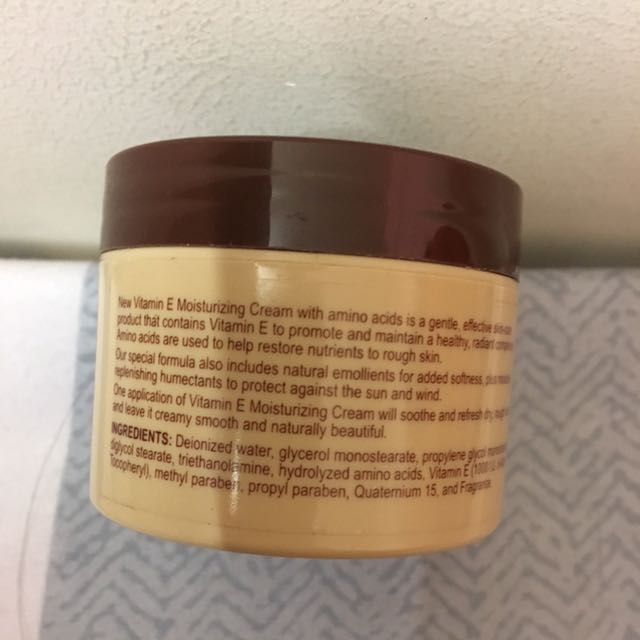 New Vitamin E Moisturizing Cream with amino acids is a gentle, effective
product that contains Vitamin E to promote and maintain a healthy, radiant
Amino acids are used to help restore nutrients to rough skin.
Our special formula also includes natural emollients for added softness, plus
replenishing humectants to protect against the sun and wind.
One application of Vitamin E Moisturizing Cream will soothe and refresh dry,
and leave it creamy smooth and naturally beautiful.
INGREDIENTS: Deionized water, glycerol monostearate, propylene glycol
diglycol stearate, triethanolamine, hydrolyzed amino acids, Vitamin E
tocopheryl), methyl paraben, propyl paraben, Quaternium 15, and Fragrance.